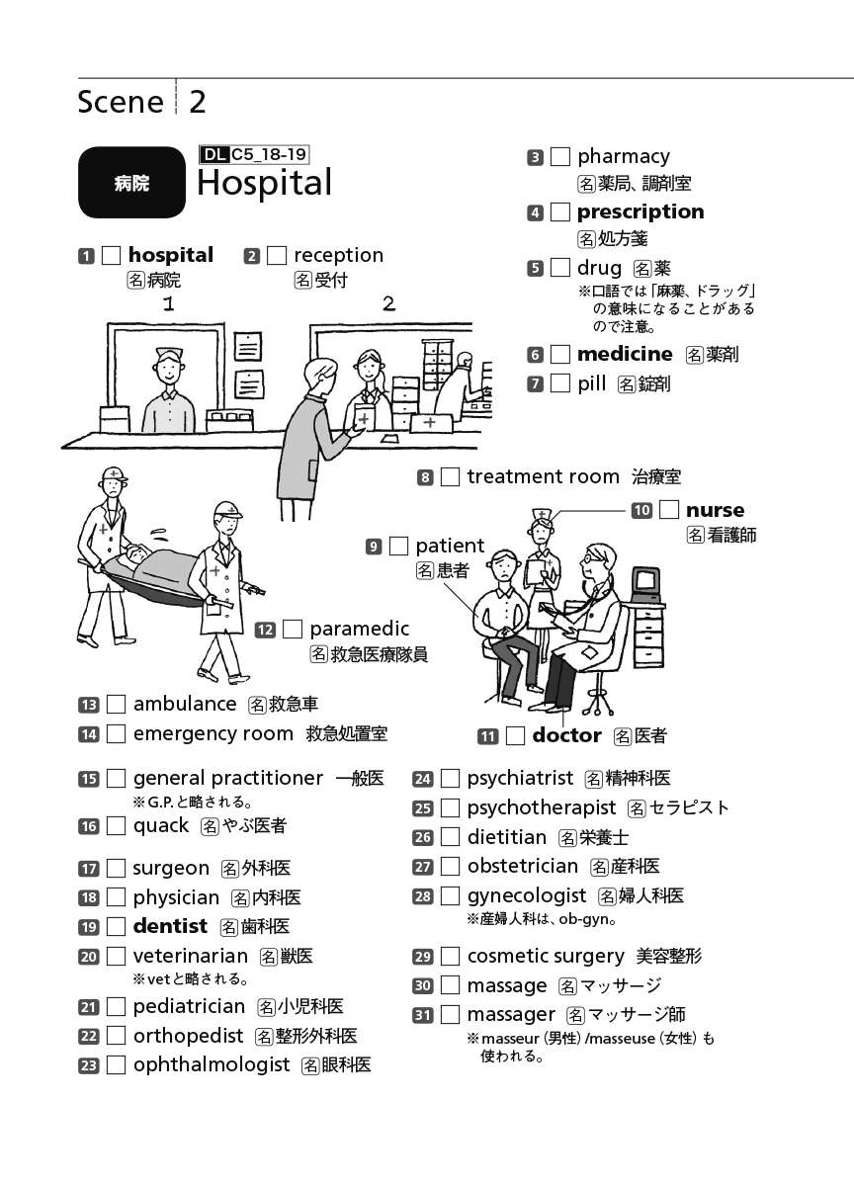 Scene 2
病院
DL C5_18-19
Hospital
1 hospital
名 病院
2 reception
名 受付
1
2
3 pharmacy
名 薬局、調剤室
4 prescription
名 処方箋
5 drug 名 薬
※口語では「麻薬、ドラッグ」
の意味になることがある
ので注意。
6 medicine 名 薬剤
7 pill 名 錠剤
8 treatment room 治療室
9 patient
名 患者
10 nurse
名 看護師
11 doctor 名 医者
12 paramedic
名 救急医療隊員
13 ambulance 名 救急車
14 emergency room 救急処置室
15 general practitioner 一般医
※G.P.と略される。
16 quack 名 やぶ医者
17 surgeon 名 外科医
18 physician 名 内科医
19 dentist 名 歯科医
20 veterinarian 名 獣医
※vetと略される。
21 pediatrician 名 小児科医
22 orthopedist 名 整形外科医
23 ophthalmologist 名 眼科医
24 psychiatrist 名 精神科医
25 psychotherapist 名 セラピスト
26 dietitian 名 栄養士
27 obstetrician 名 産科医
28 gynecologist 名 婦人科医
※産婦人科は、ob-gyn。
29 cosmetic surgery 美容整形
30 massage 名 マッサージ
31 massager 名 マッサージ師
※masseur（男性）/masseuse（女性）も
使われる。